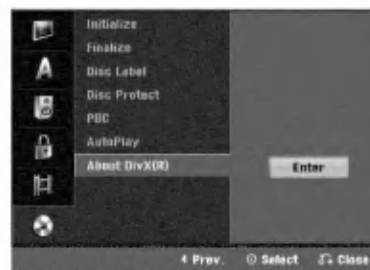 Initialize
Finalize
Disc Label
Disc Protect
PBC
AutoPlay
About DivX(R)
Enter
Prev. Select Close